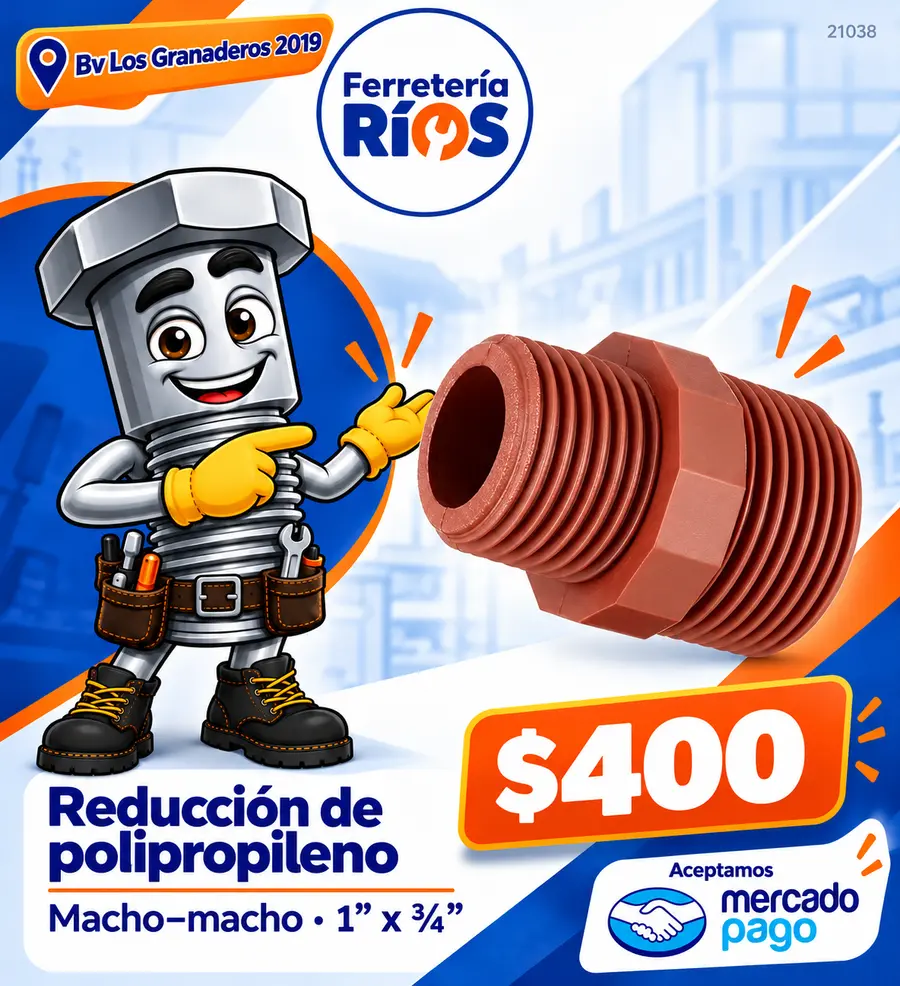 Bv Los Granaderos 2019
Ferretería
RÍOS
21038
$400
Reducción de
polipropileno
Macho-macho • 1” x ¾”
Aceptamos
mercado
pago